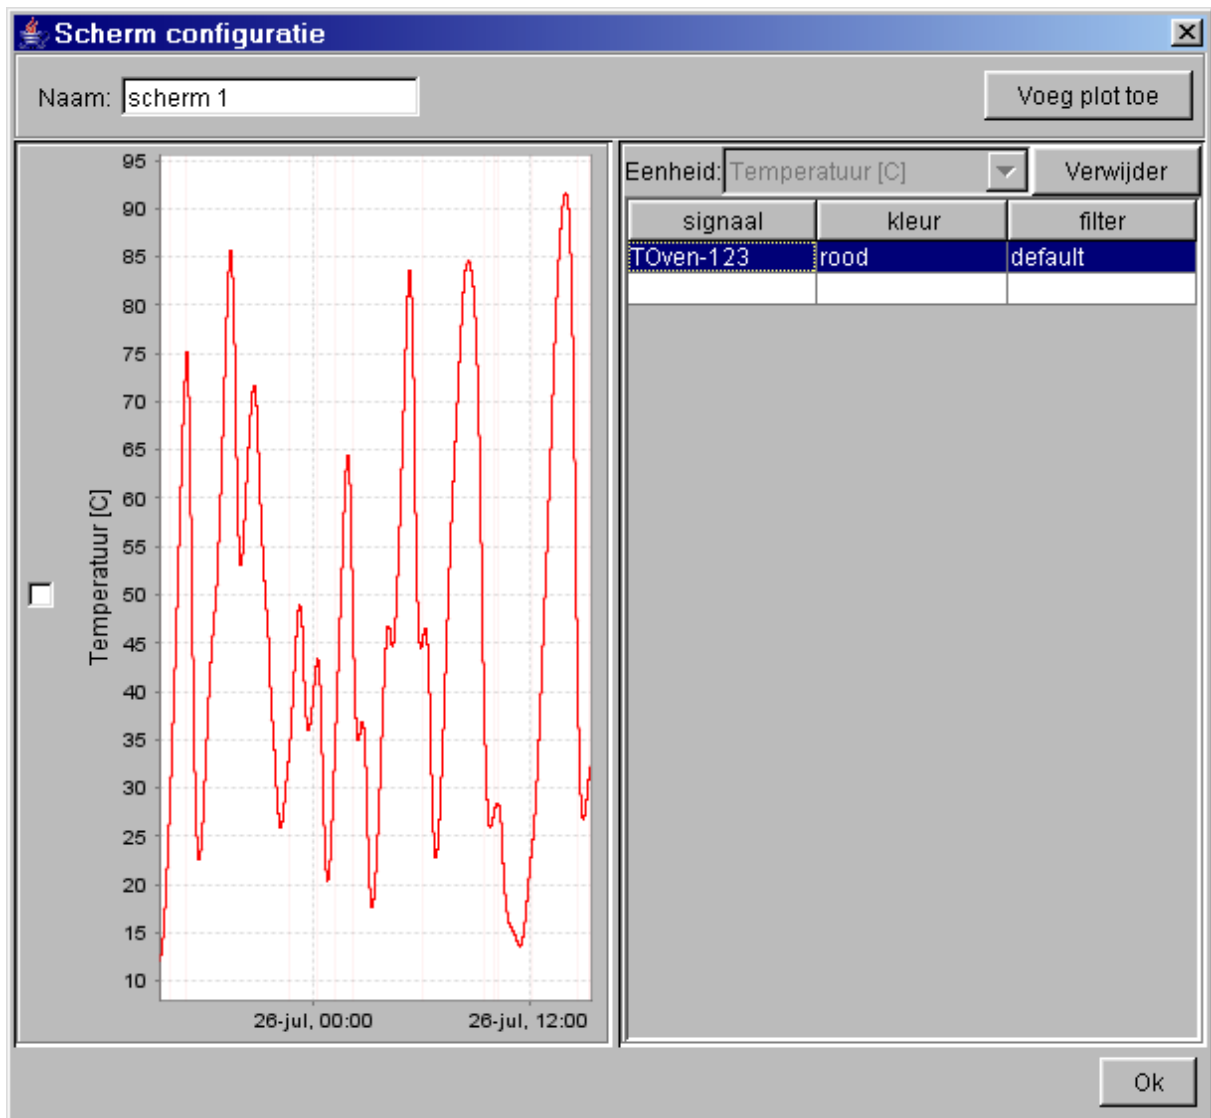 Scherm configuratie
Naam: scherm 1
Voeg plot toe
95
90
85
80
75
70
65
60
55
50
45
40
35
30
25
20
15
10
Temperatuur [C]
26-jul, 00:00 26-jul, 12:00
Eenheid: Temperatuur [C] Verwijder
signaal kleur filter
TOven-123 rood default
Ok